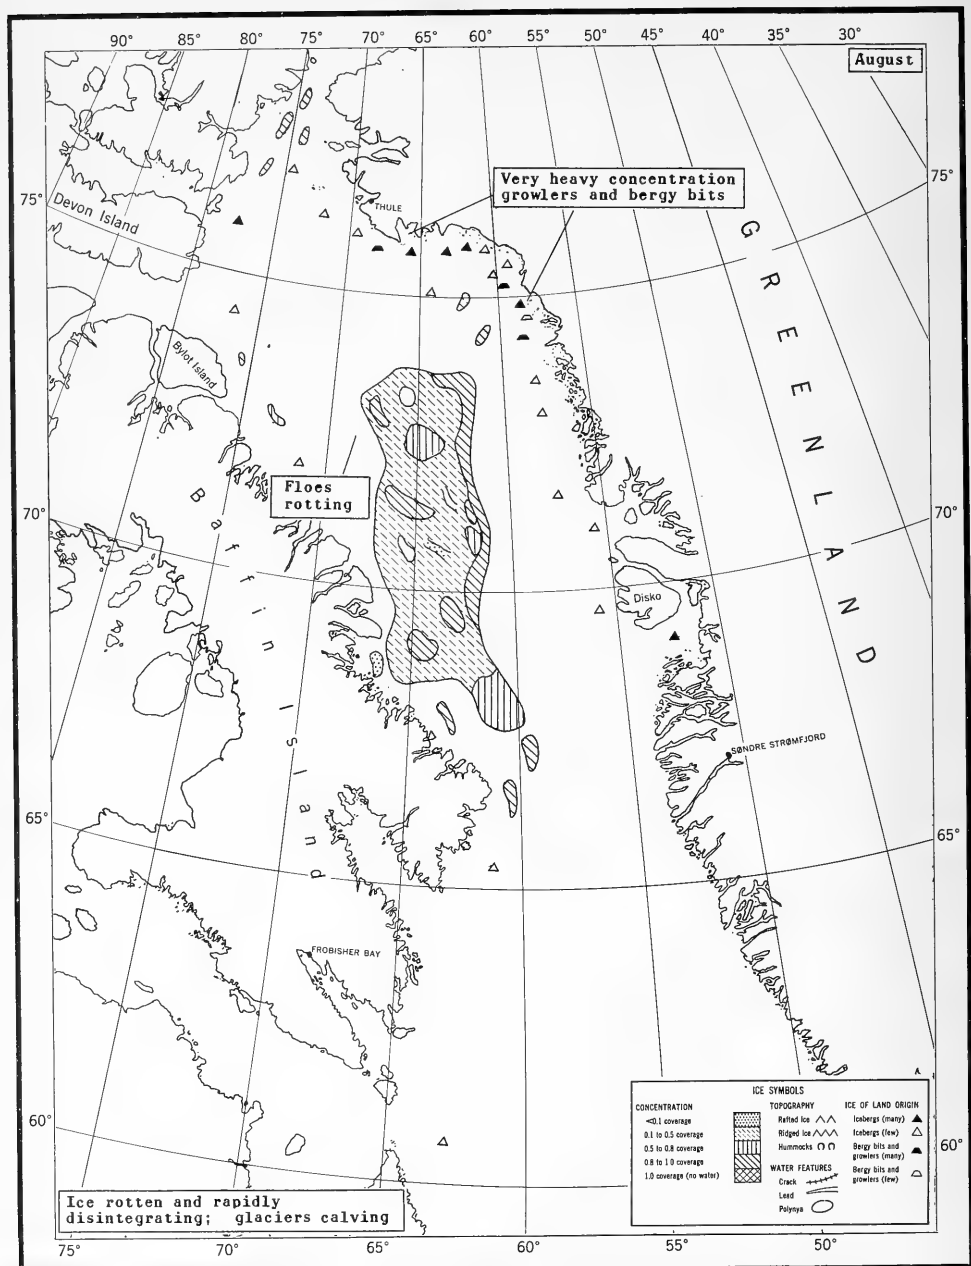 90° 85° 80° 75° 70° 65° 60° 55° 50° 45° 40° 35° 30°
August
Very heavy concentration
growlers and bergy bits
75°
75°
THULE
Devon Island
GREENLAND
Bylot Island
Floes
rotting
Baffin Island
70°
70°
Disko
SØNDRE STRØMFJORD
65°
65°
FROBISHER BAY
ICE SYMBOLS
CONCENTRATION
<0.1 coverage
0.1 to 0.5 coverage
0.5 to 0.8 coverage
0.8 to 1.0 coverage
1.0 coverage (no water)
TOPOGRAPHY
Rafted Ice
Ridged Ice
Hummocks
WATER FEATURES
Crack
Lead
Polynya
ICE OF LAND ORIGIN
Icebergs (many)
Icebergs (few)
Bergy bits and
growlers (many)
Bergy bits and
growlers (few)
60°
60°
Ice rotten and rapidly
disintegrating; glaciers calving
75° 70° 65° 60° 55° 50°